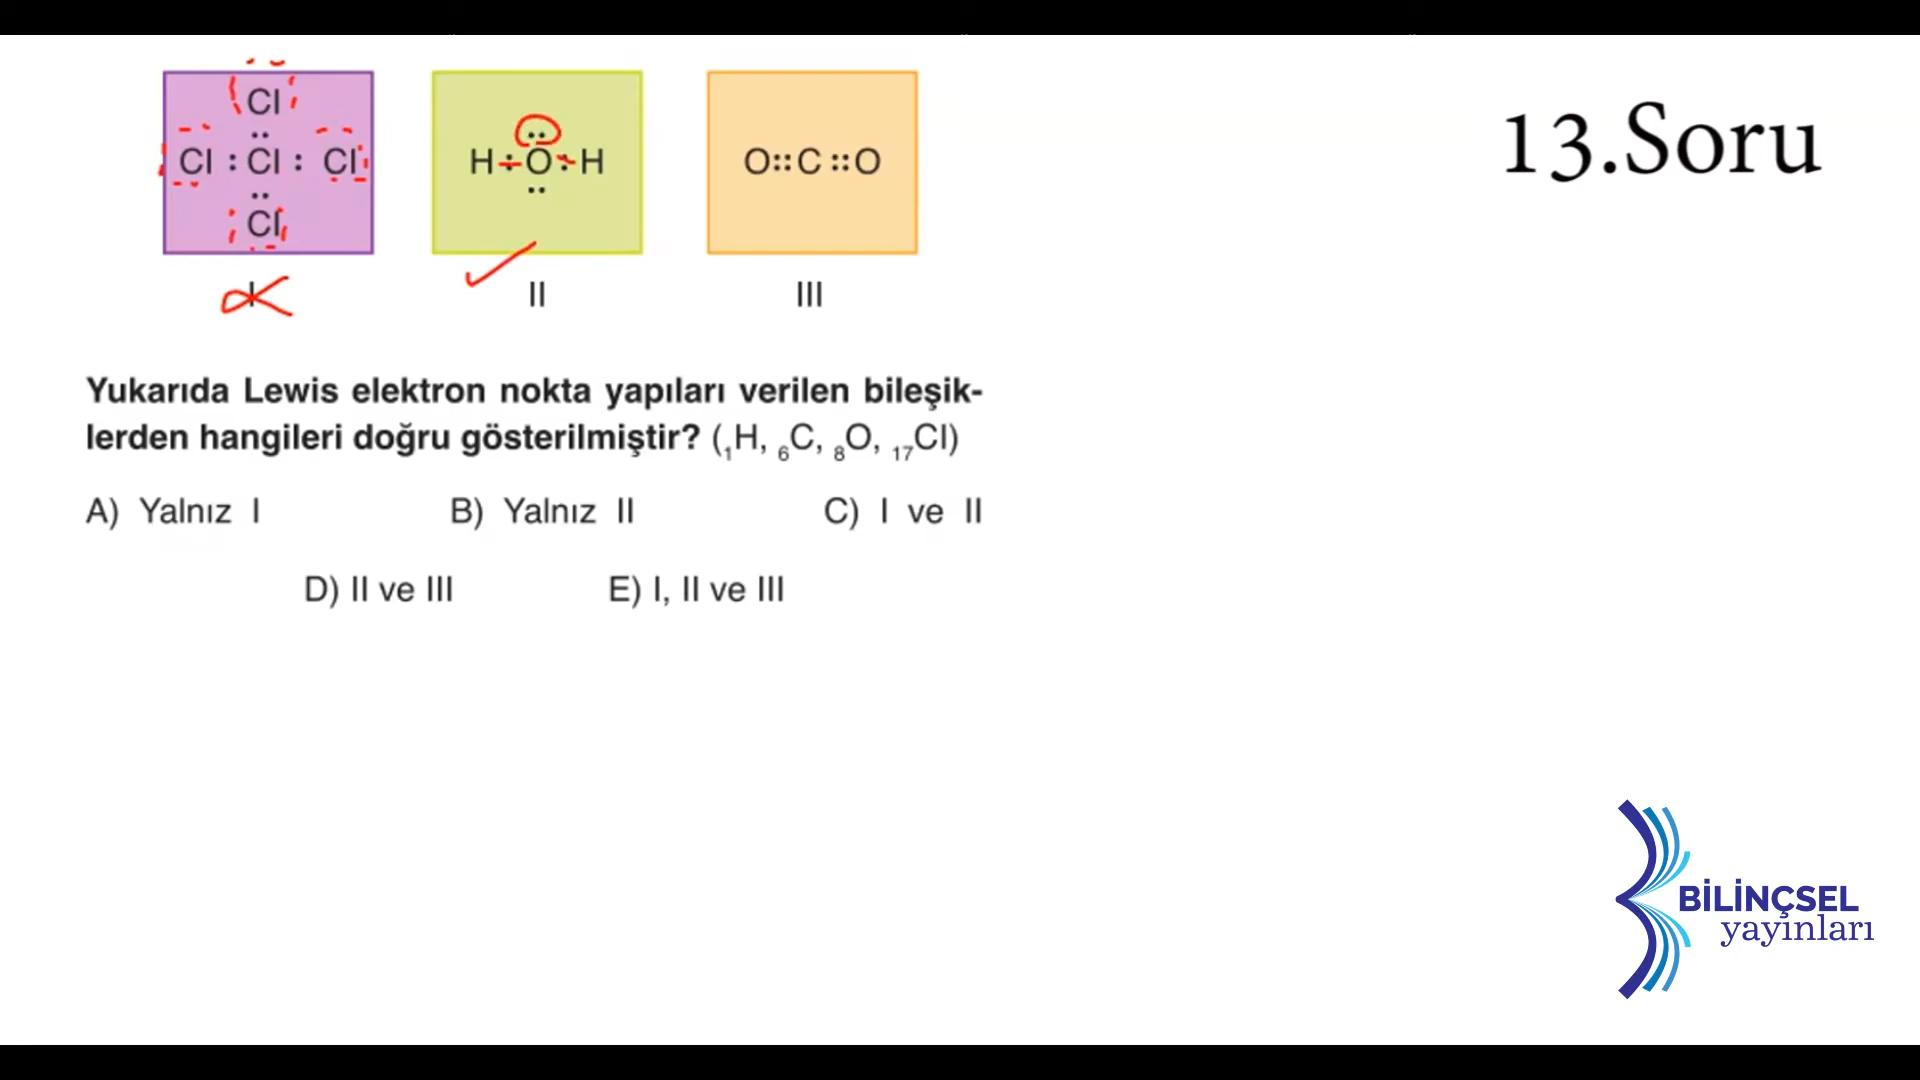 13.Soru
Cl
Cl : Cl : Cl
Cl
H : O : H
O :: C :: O
I
II
III
Yukarıda Lewis elektron nokta yapıları verilen bileşik-
lerden hangileri doğru gösterilmiştir? (₁H, ₆C, ₈O, ₁₇Cl)
A) Yalnız I
B) Yalnız II
C) I ve II
D) II ve III
E) I, II ve III
BİLİNÇSEL
yayınları